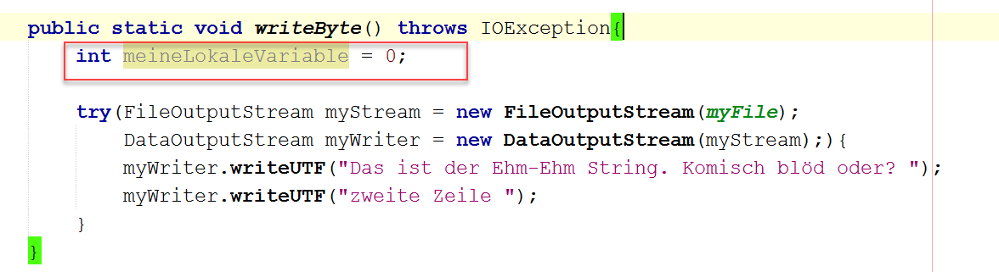 public static void writeByte() throws IOException{
int meineLokaleVariable = 0;
try(FileOutputStream myStream = new FileOutputStream(myFile);
DataOutputStream myWriter = new DataOutputStream(myStream);){
myWriter.writeUTF("Das ist der Ehm-Ehm String. Komisch blöd oder? ");
myWriter.writeUTF("zweite Zeile ");
}
}